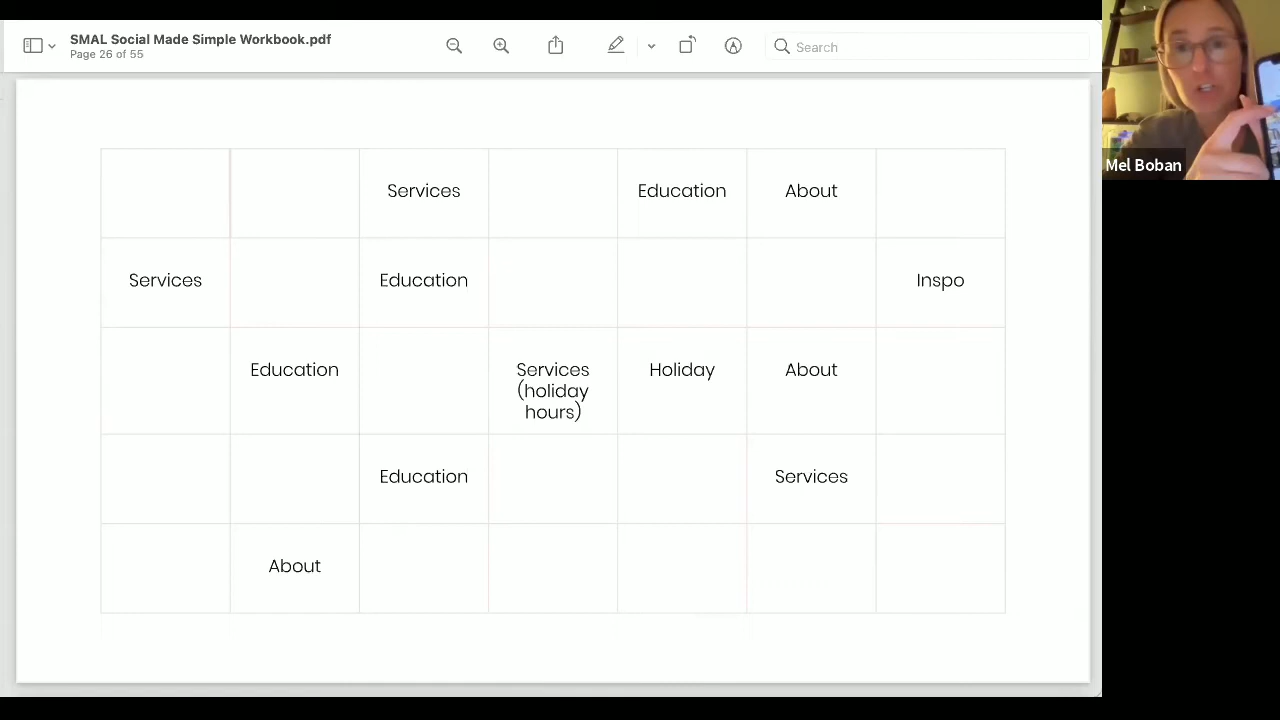 SMAL Social Made Simple Workbook.pdf
Page 26 of 55
Search
Mel Boban
Services
Education
About
Services
Education
Inspo
Education
Services
(holiday
hours)
Holiday
About
Education
Services
About